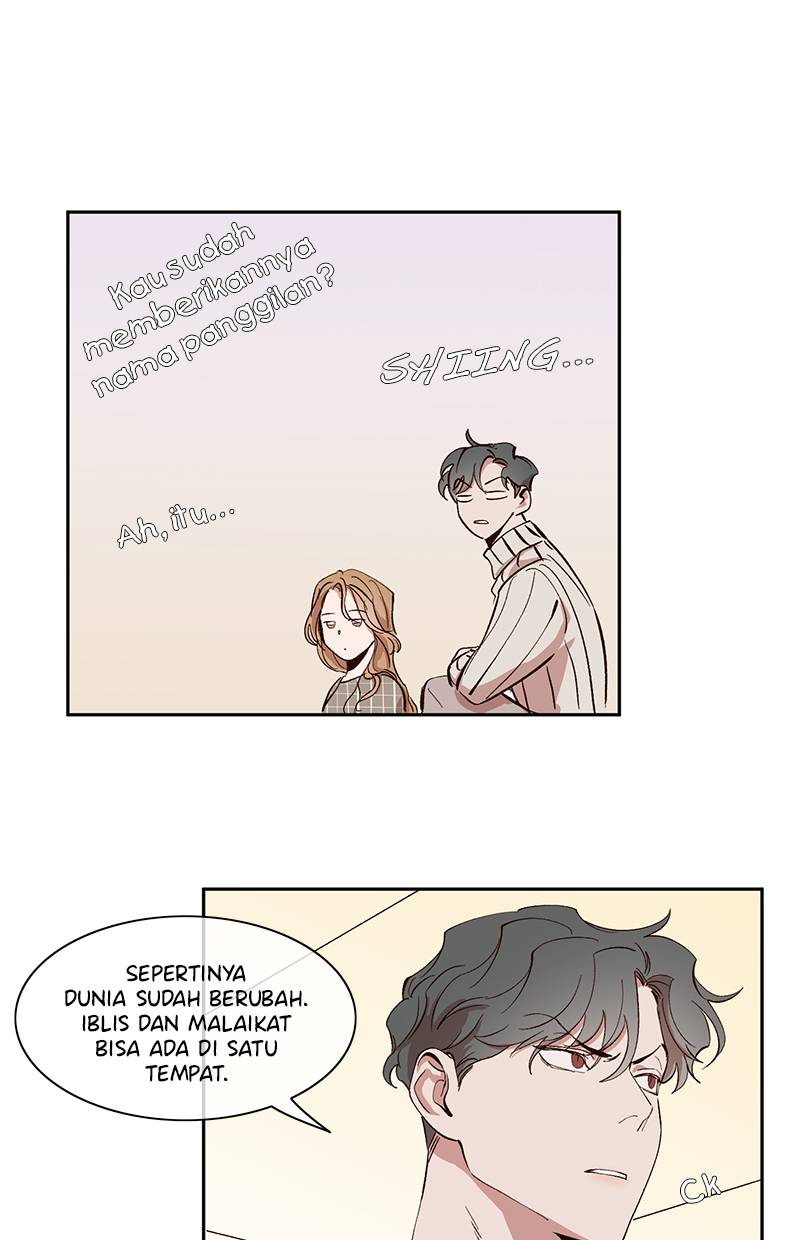 Kau sudah
memberikannya
nama panggilan?
SHIING...
Ah, itu...
SEPERTINYA
DUNIA SUDAH BERUBAH.
IBLIS DAN MALAIKAT
BISA ADA DI SATU
TEMPAT.
Ck